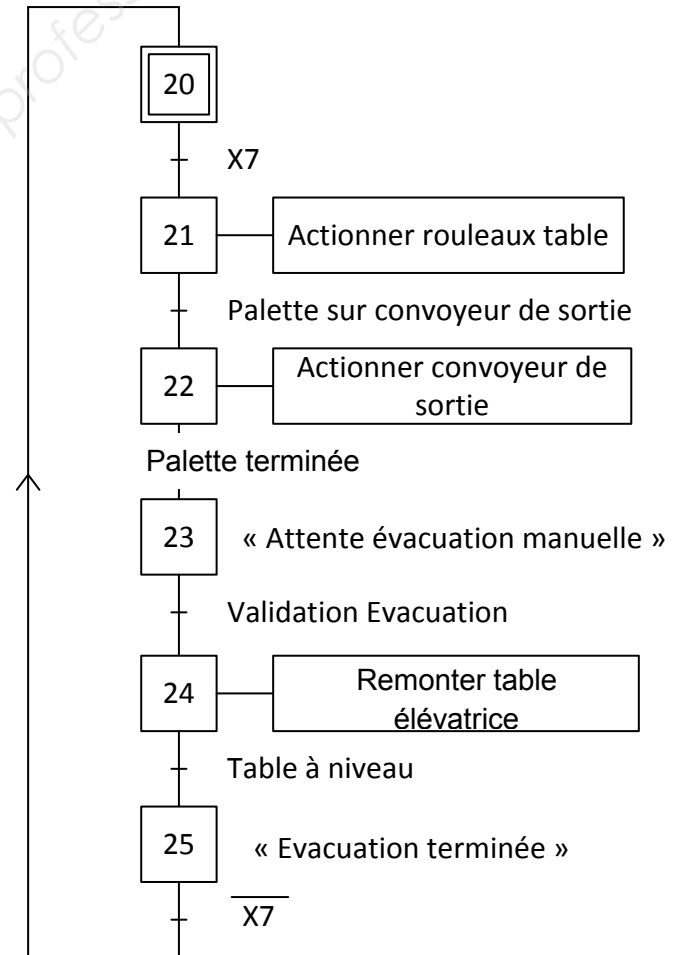 profess
20
X7
21
Actionner rouleaux table
Palette sur convoyeur de sortie
22
Actionner convoyeur de
sortie
Palette terminée
23
« Attente évacuation manuelle »
Validation Evacuation
24
Remonter table
élévatrice
Table à niveau
25
« Evacuation terminée »
X7